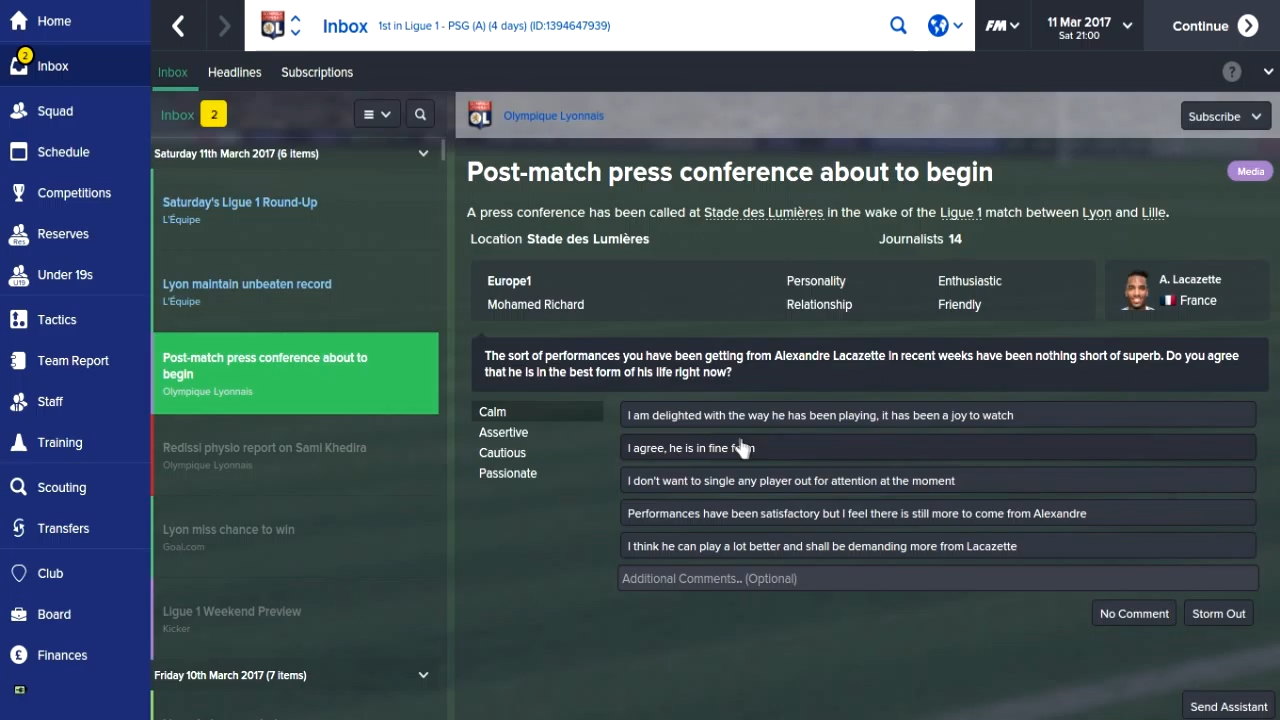 Home
2
Inbox
Squad
Schedule
Competitions
Res
Reserves
U19
Under 19s
Tactics
Team Report
Staff
Training
Scouting
Transfers
Club
Board
Finances
OL
Inbox 1st in Ligue 1 - PSG (A) (4 days) (ID:1394647939)
FM
11 Mar 2017
Sat 21:00
Continue
Inbox Headlines Subscriptions
?
Inbox 2
Saturday 11th March 2017 (6 items)
Saturday's Ligue 1 Round-Up
L'Équipe
Lyon maintain unbeaten record
L'Équipe
Post-match press conference about to
begin
Olympique Lyonnais
Redissi physio report on Sami Khedira
Olympique Lyonnais
Lyon miss chance to win
Goal.com
Ligue 1 Weekend Preview
Kicker
Friday 10th March 2017 (7 items)
OL
Olympique Lyonnais
Subscribe
Post-match press conference about to begin
Media
A press conference has been called at Stade des Lumières in the wake of the Ligue 1 match between Lyon and Lille.
Location Stade des Lumières Journalists 14
Europe1 Personality Enthusiastic
Mohamed Richard Relationship Friendly
A. Lacazette
France
The sort of performances you have been getting from Alexandre Lacazette in recent weeks have been nothing short of superb. Do you agree
that he is in the best form of his life right now?
Calm
Assertive
Cautious
Passionate
I am delighted with the way he has been playing, it has been a joy to watch
I agree, he is in fine form
I don't want to single any player out for attention at the moment
Performances have been satisfactory but I feel there is still more to come from Alexandre
I think he can play a lot better and shall be demanding more from Lacazette
Additional Comments.. (Optional)
No Comment Storm Out
Send Assistant